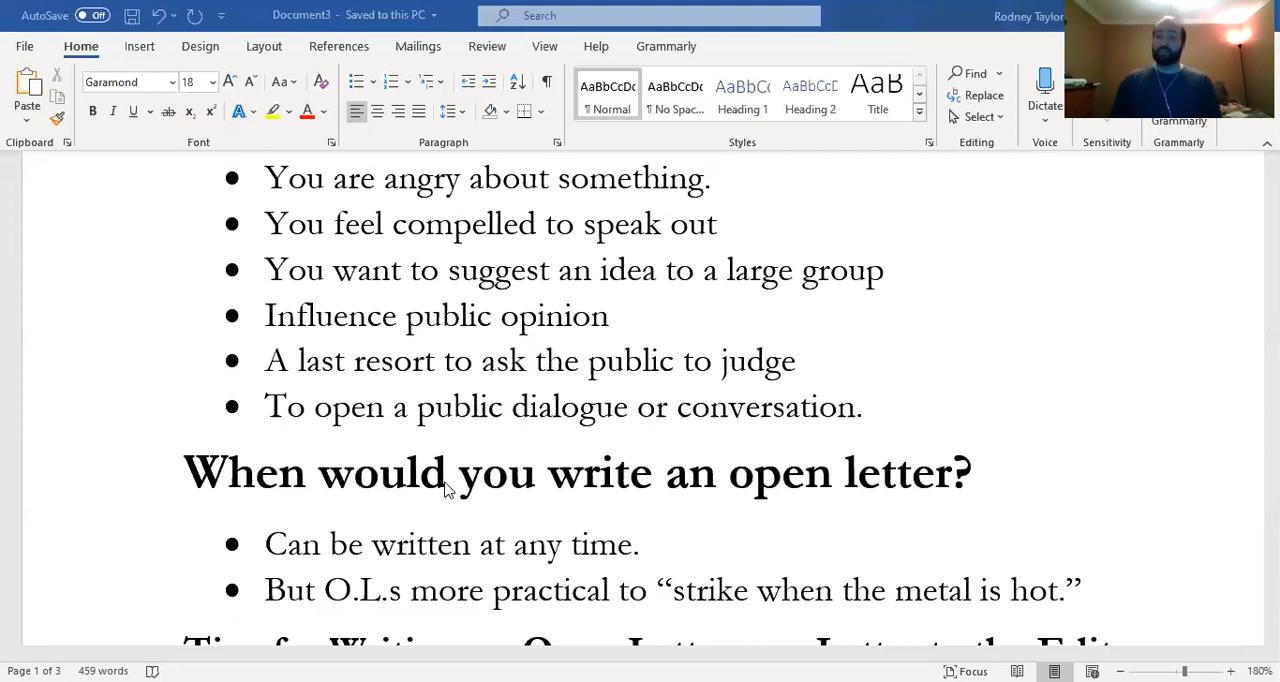 AutoSave Off Document3 - Saved to this PC Search Rodney Taylor
File Home Insert Design Layout References Mailings Review View Help Grammarly
Garamond 18 Aa AaBbCcDc AaBbCcDc AaBbCc AaBbCcC AaB Find
Paste B I U ab x₂ x² A A ¶ Normal ¶ No Spac... Heading 1 Heading 2 Title Replace Dictate
Select Grammarly
Clipboard Font Paragraph Styles Editing Voice Sensitivity Grammarly
You are angry about something.
You feel compelled to speak out
You want to suggest an idea to a large group
Influence public opinion
A last resort to ask the public to judge
To open a public dialogue or conversation.
When would you write an open letter?
Can be written at any time.
But O.L.s more practical to “strike when the metal is hot.”
Page 1 of 3 459 words Focus 180%